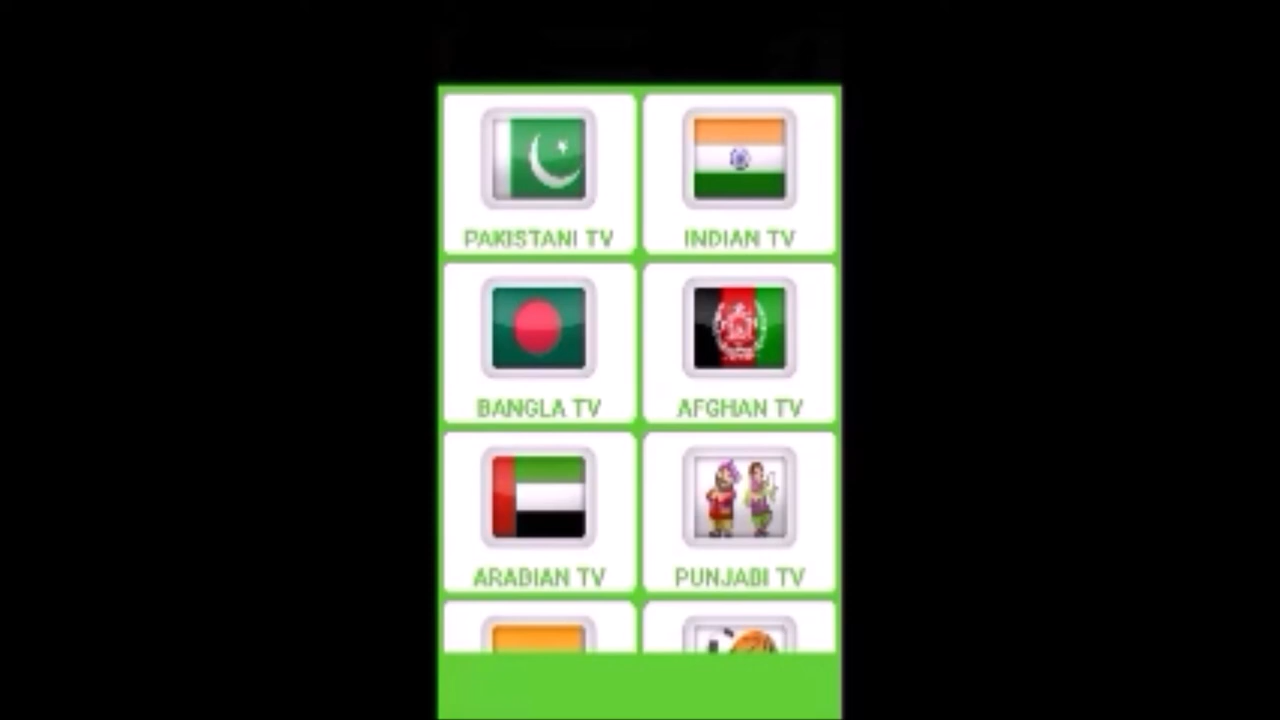 PAKISTANI TV
INDIAN TV
BANGLA TV
AFGHAN TV
ARABIAN TV
PUNJABI TV